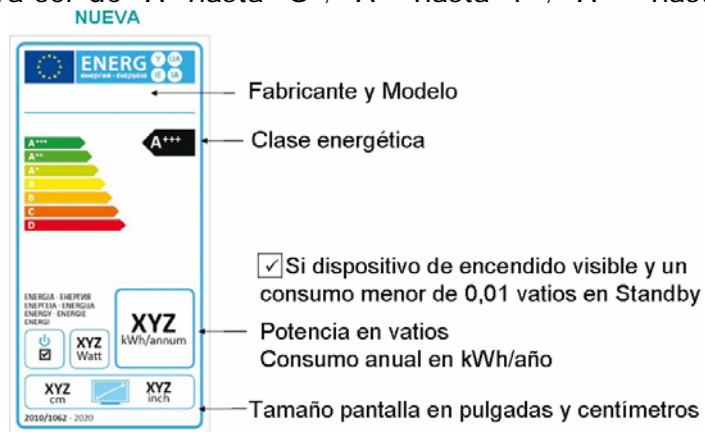 NUEVA
ENERG Y UA
енергия · ενεργεια IE IA
Fabricante y Modelo
A+++
Clase energética
A+++
A++
A+
A
B
C
D
✓ Si dispositivo de encendido visible y un
consumo menor de 0,01 vatios en Standby
ENERGIA · ЕНЕРГИЯ
ΕΝΕΡΓΕΙΑ · ENERGIJA
ENERGY · ENERGIE
ENERGI
XYZ
Watt
XYZ
kWh/annum
Potencia en vatios
Consumo anual en kWh/año
XYZ
cm
XYZ
inch
Tamaño pantalla en pulgadas y centímetros
2010/1062 - 2020